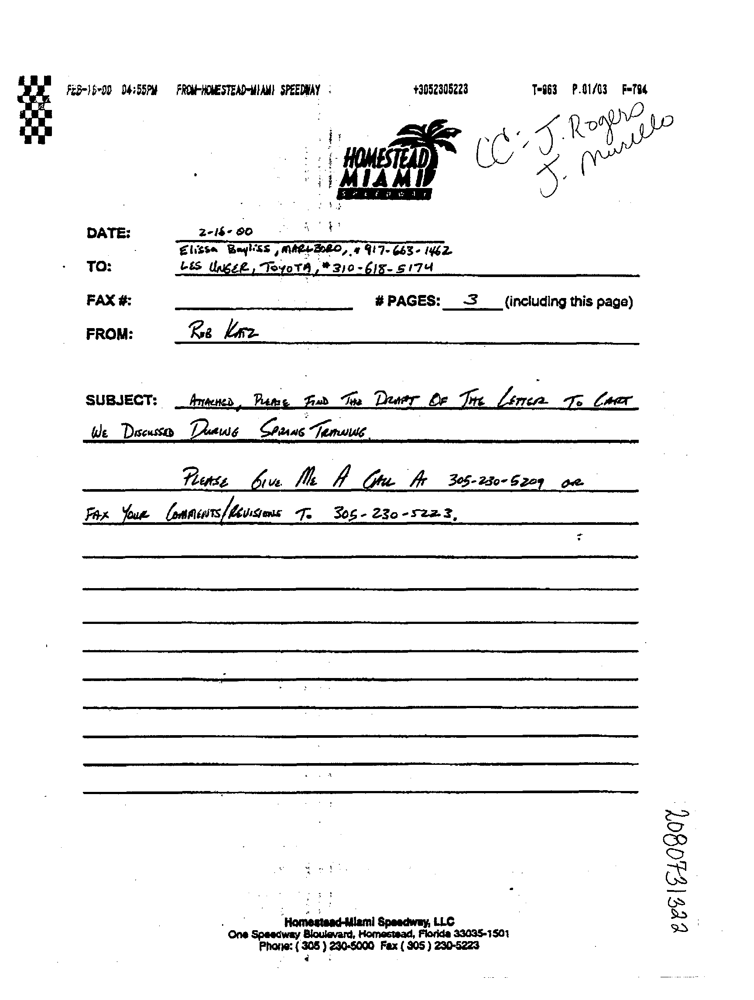 FEB-16-00 04:55PM FROM-HOMESTEAD-MIAMI SPEEDWAY +3052305223 T-963 P.01/03 F-794
CC: J. Rogers
J. Murillo
HOMESTEAD
MIAMI
SPEEDWAY
DATE: 2-16-00
Elissa Bayliss, MARLBORO, # 917-663-1462
TO: LES UNGER, TOYOTA, # 310-618-5174
FAX #: # PAGES: 3 (including this page)
FROM: ROB KATZ
SUBJECT: ATTACHED, PLEASE FIND THE DRAFT OF THE LETTER TO CART
WE DISCUSSED DURING SPRING TRAINING.
PLEASE GIVE ME A CALL AT 305-230-5209 OR
FAX YOUR COMMENTS/REVISIONS TO 305-230-5223.
Homestead-Miami Speedway, LLC
One Speedway Bloulevard, Homestead, Florida 33035-1501
Phone: ( 305 ) 230-5000 Fax ( 305 ) 230-5223
2080731322